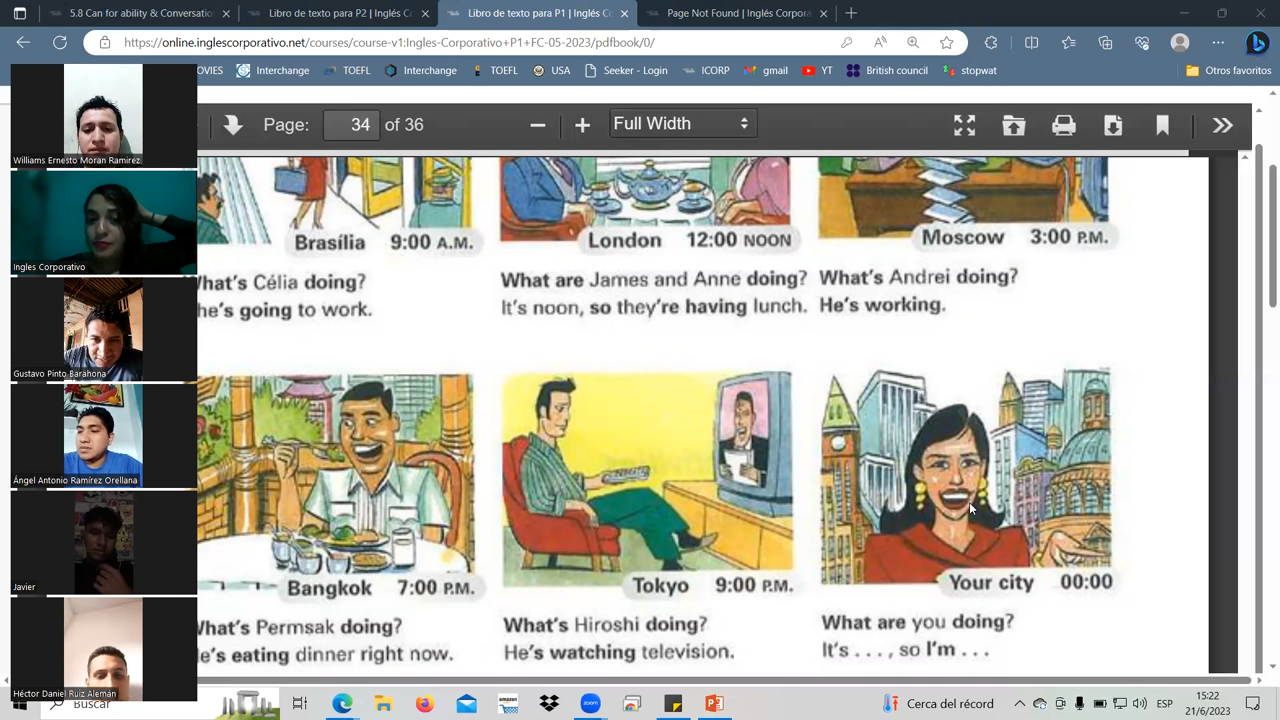 5.8 Can for ability & Conversatio
Libro de texto para P2 | Inglés Co
Libro de texto para P1 | Inglés C
Page Not Found | Inglés Corpora
https://online.inglescorporativo.net/courses/course-v1:Ingles-Corporativo+P1+FC-05-2023/pdfbook/0/
OVIES
Interchange
TOEFL
Interchange
TOEFL
USA
Seeker - Login
ICORP
gmail
YT
British council
stopwat
Otros favoritos
Page: 34 of 36
Full Width
Williams Ernesto Moran Ramirez
Ingles Corporativo
Gustavo Pinto Barahona
Ángel Antonio Ramírez Orellana
Javier
Héctor Daniel Ruiz Aleman
Brasília 9:00 A.M.
London 12:00 NOON
Moscow 3:00 P.M.
hat's Célia doing?
he's going to work.
What are James and Anne doing?
It's noon, so they're having lunch.
What's Andrei doing?
He's working.
Bangkok 7:00 P.M.
Tokyo 9:00 P.M.
Your city 00:00
hat's Permsak doing?
e's eating dinner right now.
What's Hiroshi doing?
He's watching television.
What are you doing?
It's . . . , so I'm . . .
Buscar
Cerca del récord
ESP
15:22
21/6/2023